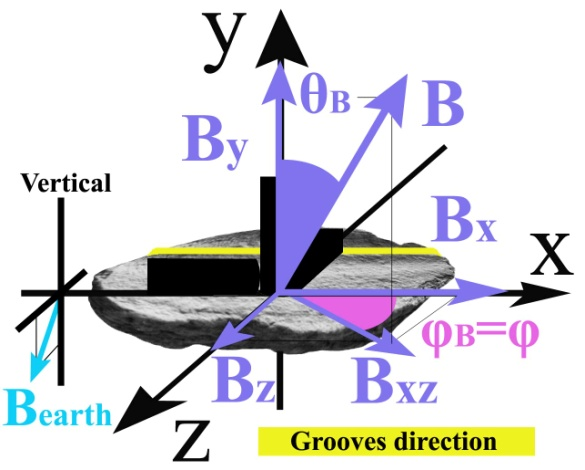 y
θB
B
By
Vertical
Bx
X
φB=φ
Bearth
Bz
Bxz
Z
Grooves direction